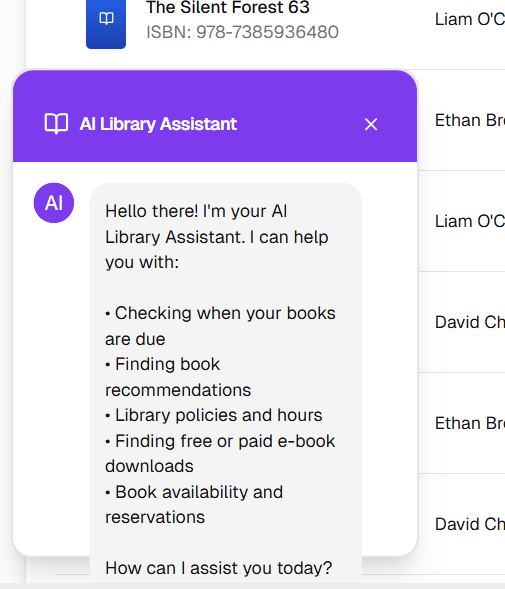 The Silent Forest 63
ISBN: 978-7385936480
Liam O'C
AI Library Assistant
AI
Hello there! I'm your AI
Library Assistant. I can help
you with:
• Checking when your books
are due
• Finding book
recommendations
• Library policies and hours
• Finding free or paid e-book
downloads
• Book availability and
reservations
How can I assist you today?
Ethan Bro
Liam O'C
David Ch
Ethan Bro
David Ch